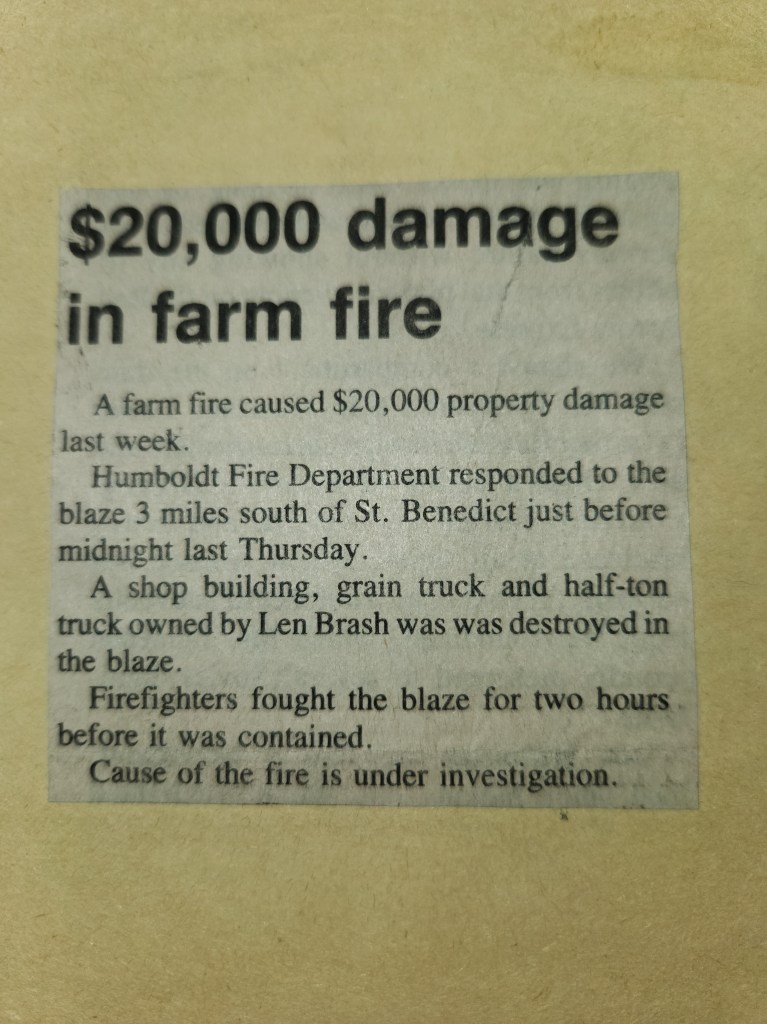 $20,000 damage
in farm fire
A farm fire caused $20,000 property damage
last week.
Humboldt Fire Department responded to the
blaze 3 miles south of St. Benedict just before
midnight last Thursday.
A shop building, grain truck and half-ton
truck owned by Len Brash was was destroyed in
the blaze.
Firefighters fought the blaze for two hours
before it was contained.
Cause of the fire is under investigation.